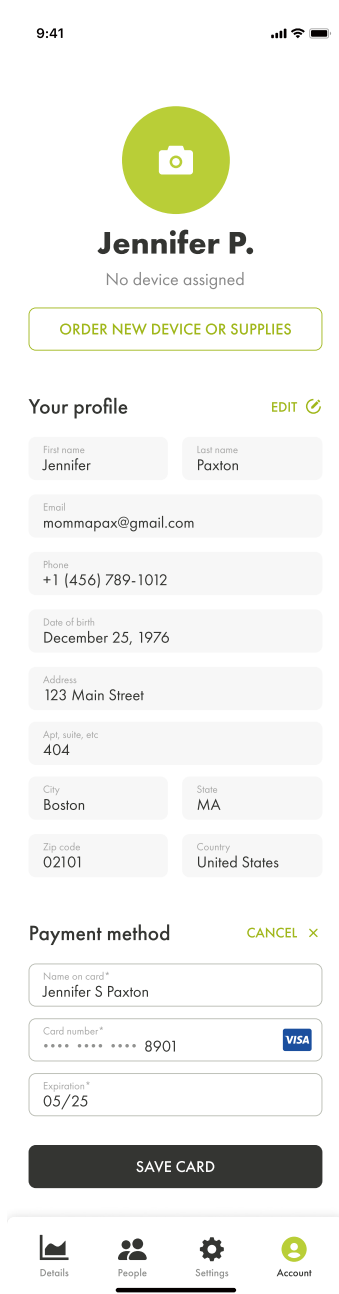 9:41
Jennifer P.
No device assigned
ORDER NEW DEVICE OR SUPPLIES
Your profile EDIT
First name Last name
Jennifer Paxton
Email
mommapax@gmail.com
Phone
+1 (456) 789-1012
Date of birth
December 25, 1976
Address
123 Main Street
Apt, suite, etc
404
City State
Boston MA
Zip code Country
02101 United States
Payment method CANCEL ×
Name on card*
Jennifer S Paxton
Card number*
•••• •••• •••• 8901 VISA
Expiration*
05/25
SAVE CARD
Details People Settings Account